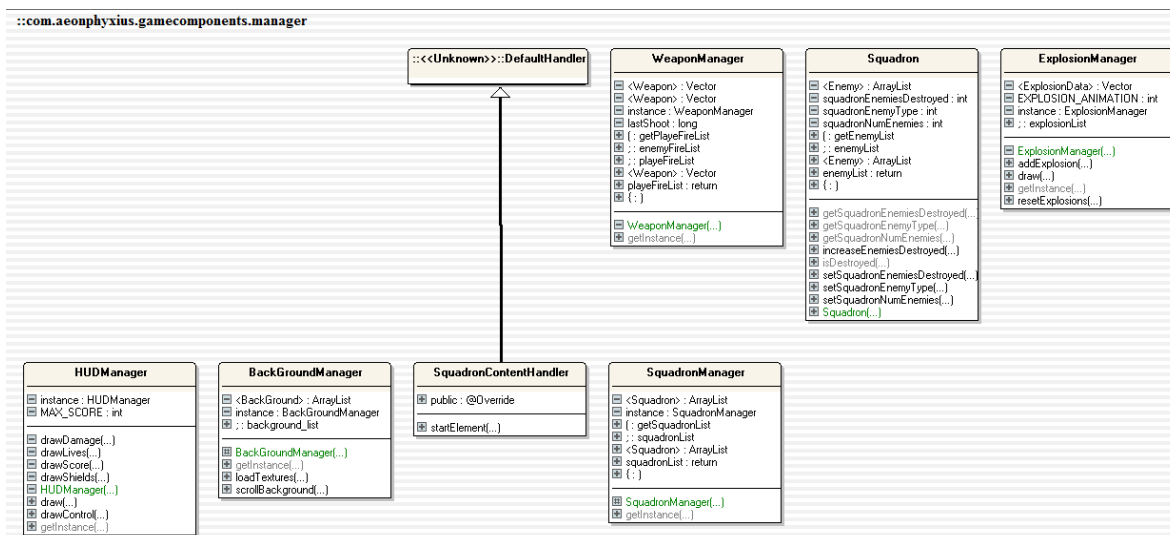 ::com.aeonphyxius.gamecomponents.manager
::<<Unknown>>::DefaultHandler
WeaponManager
<Weapon> : Vector
<Weapon> : Vector
instance : WeaponManager
lastShoot : long
{ : getPlayeFireList
; : enemyFireList
; : playeFireList
<Weapon> : Vector
playeFireList : return
{ : }
WeaponManager(...)
getInstance(...)
Squadron
<Enemy> : ArrayList
squadronEnemiesDestroyed : int
squadronEnemyType : int
squadronNumEnemies : int
{ : getEnemyList
; : enemyList
<Enemy> : ArrayList
enemyList : return
{ : }
getSquadronEnemiesDestroyed(...)
getSquadronEnemyType(...)
getSquadronNumEnemies(...)
increaseEnemiesDestroyed(...)
isDestroyed(...)
setSquadronEnemiesDestroyed(...)
setSquadronEnemyType(...)
setSquadronNumEnemies(...)
Squadron(...)
ExplosionManager
<ExplosionData> : Vector
EXPLOSION_ANIMATION : int
instance : ExplosionManager
; : explosionList
ExplosionManager(...)
addExplosion(...)
draw(...)
getInstance(...)
resetExplosions(...)
HUDManager
instance : HUDManager
MAX_SCORE : int
drawDamage(...)
drawLives(...)
drawScore(...)
drawShields(...)
HUDManager(...)
draw(...)
drawControl(...)
getInstance(...)
BackGroundManager
<BackGround> : ArrayList
instance : BackGroundManager
; : background_list
BackGroundManager(...)
getInstance(...)
loadTextures(...)
scrollBackground(...)
SquadronContentHandler
public : @Override
startElement(...)
SquadronManager
<Squadron> : ArrayList
instance : SquadronManager
{ : getSquadronList
; : squadronList
<Squadron> : ArrayList
squadronList : return
{ : }
SquadronManager(...)
getInstance(...)